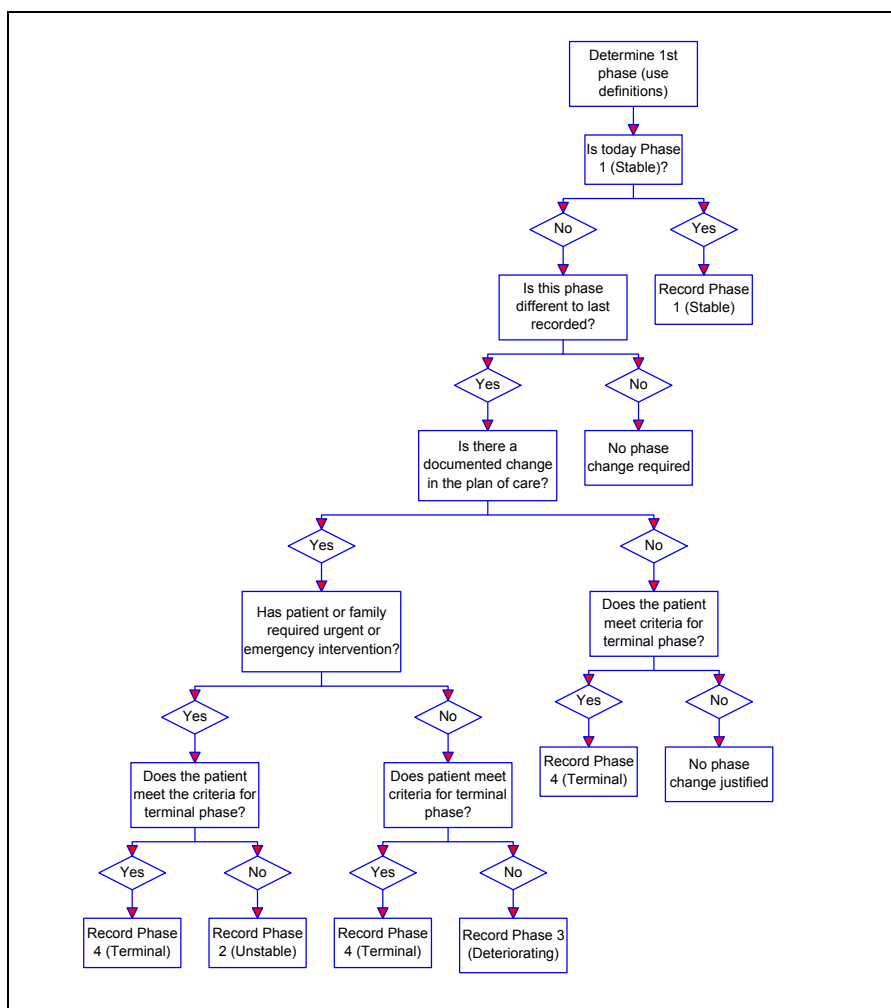 Determine 1st
phase (use
definitions)
Is today Phase
1 (Stable)?
No
Yes
Is this phase
different to last
recorded?
Record Phase
1 (Stable)
Yes
No
Is there a
documented change
in the plan of care?
No phase
change required
Yes
No
Has patient or family
required urgent or
emergency intervention?
Does the patient
meet criteria for
terminal phase?
Yes
No
Yes
No
Does the patient
meet the criteria for
terminal phase?
Does patient meet
criteria for terminal
phase?
Record Phase
4 (Terminal)
No phase
change justified
Yes
No
Yes
No
Record Phase
4 (Terminal)
Record Phase
2 (Unstable)
Record Phase
4 (Terminal)
Record Phase 3
(Deteriorating)